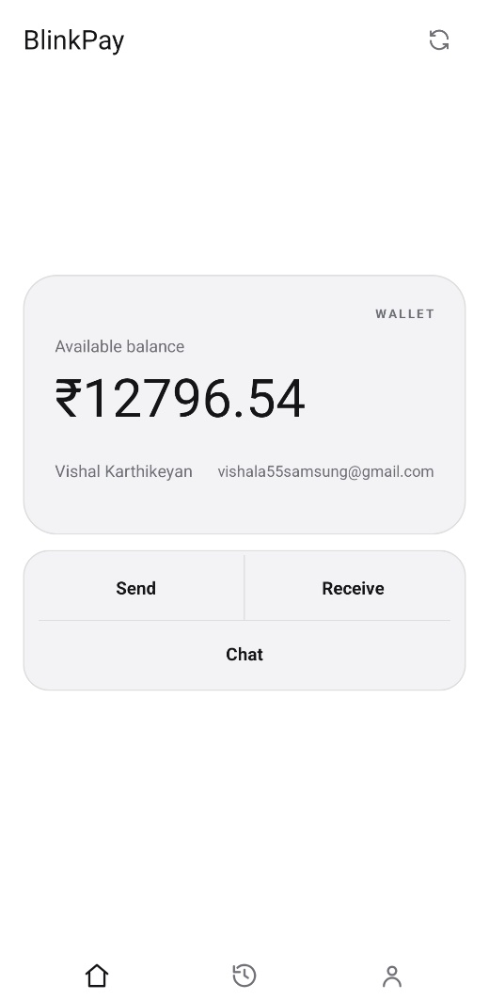 BlinkPay
WALLET
Available balance
₹12796.54
Vishal Karthikeyan vishala55samsung@gmail.com
Send Receive
Chat